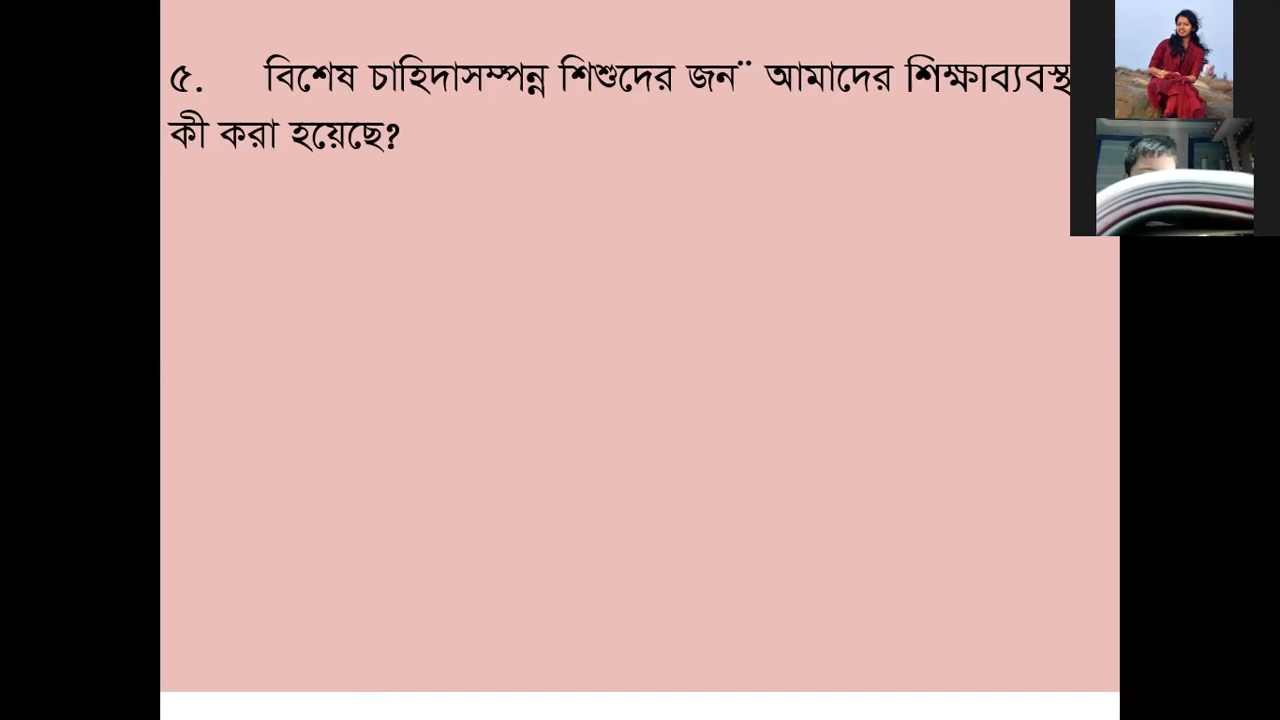 ৫. বিশেষ চাহিদাসম্পন্ন শিশুদের জন¨ আমাদের শিক্ষাব্যবস্থ
কী করা হয়েছে?